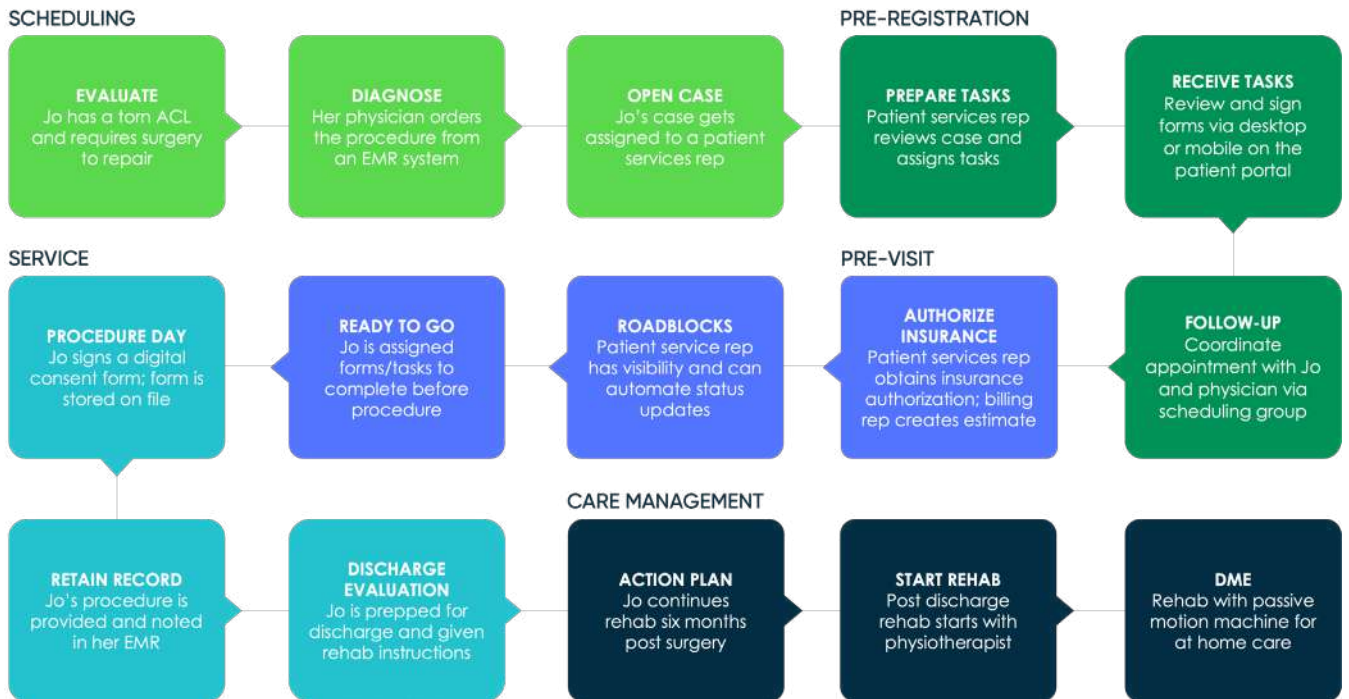 SCHEDULING
PRE-REGISTRATION
EVALUATE
Jo has a torn ACL
and requires surgery
to repair
DIAGNOSE
Her physician orders
the procedure from
an EMR system
OPEN CASE
Jo's case gets
assigned to a patient
services rep
PREPARE TASKS
Patient services rep
reviews case and
assigns tasks
RECEIVE TASKS
Review and sign
forms via desktop
or mobile on the
patient portal
SERVICE
PRE-VISIT
FOLLOW-UP
Coordinate
appointment with Jo
and physician via
scheduling group
AUTHORIZE
INSURANCE
Patient services rep
obtains insurance
authorization; billing
rep creates estimate
ROADBLOCKS
Patient service rep
has visibility and can
automate status
updates
READY TO GO
Jo is assigned
forms/tasks to
complete before
procedure
PROCEDURE DAY
Jo signs a digital
consent form; form is
stored on file
CARE MANAGEMENT
RETAIN RECORD
Jo's procedure is
provided and noted
in her EMR
DISCHARGE
EVALUATION
Jo is prepped for
discharge and given
rehab instructions
ACTION PLAN
Jo continues
rehab six months
post surgery
START REHAB
Post discharge
rehab starts with
physiotherapist
DME
Rehab with passive
motion machine for
at home care